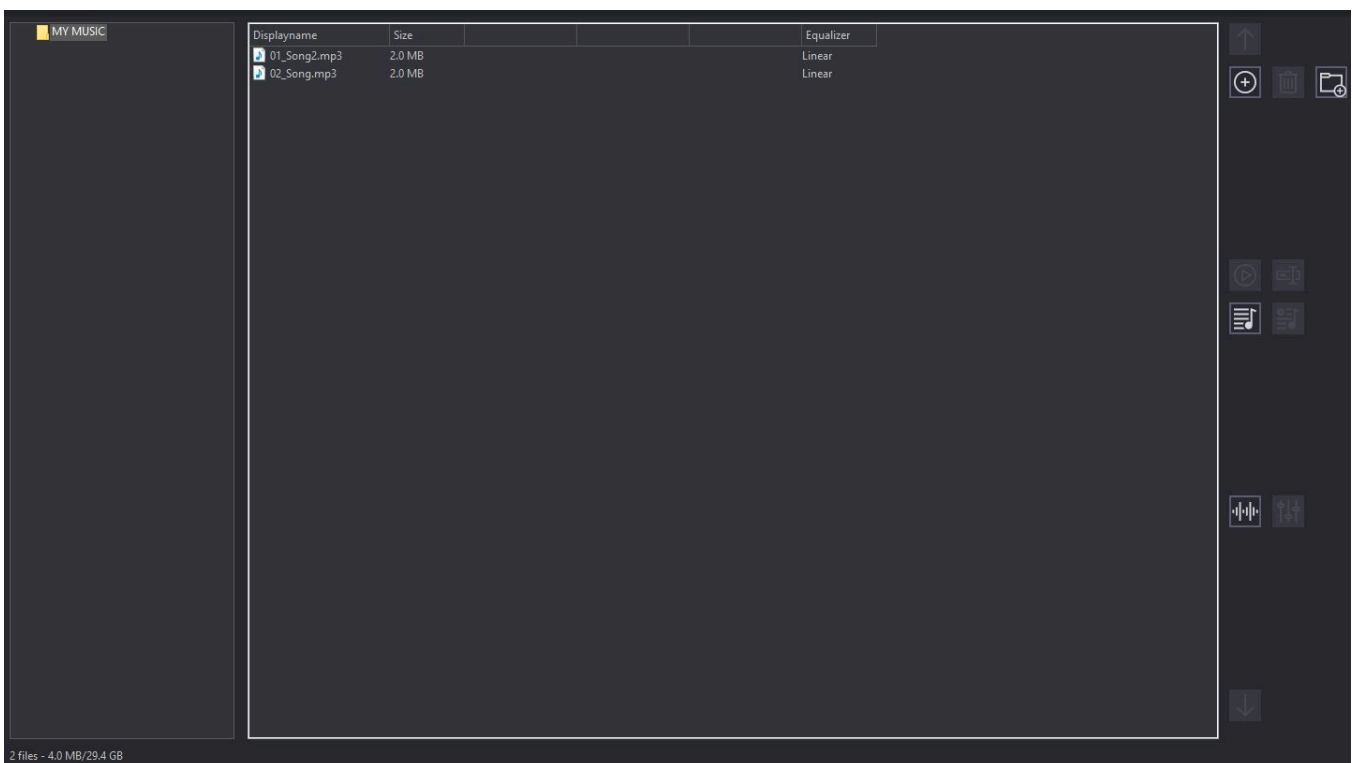 MY MUSIC
Displayname Size Equalizer
01_Song2.mp3 2.0 MB Linear
02_Song.mp3 2.0 MB Linear
2 files - 4.0 MB/29.4 GB